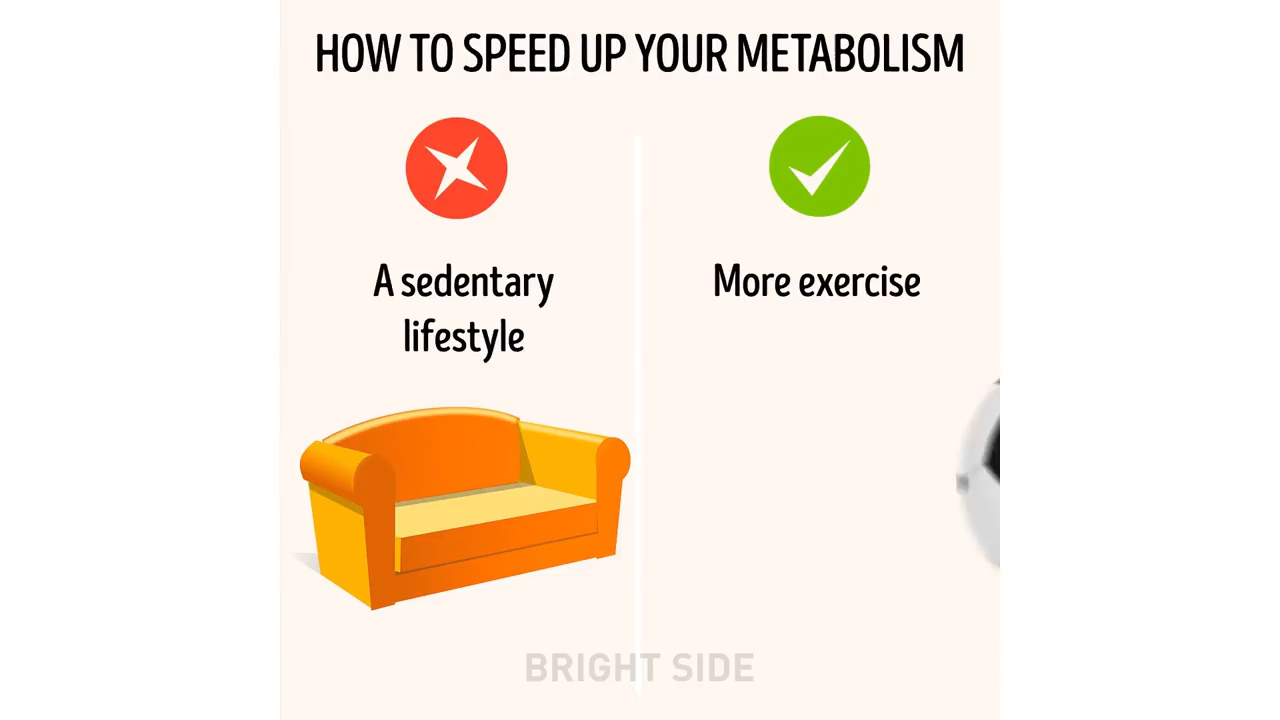 HOW TO SPEED UP YOUR METABOLISM
A sedentary
lifestyle
More exercise
BRIGHT SIDE